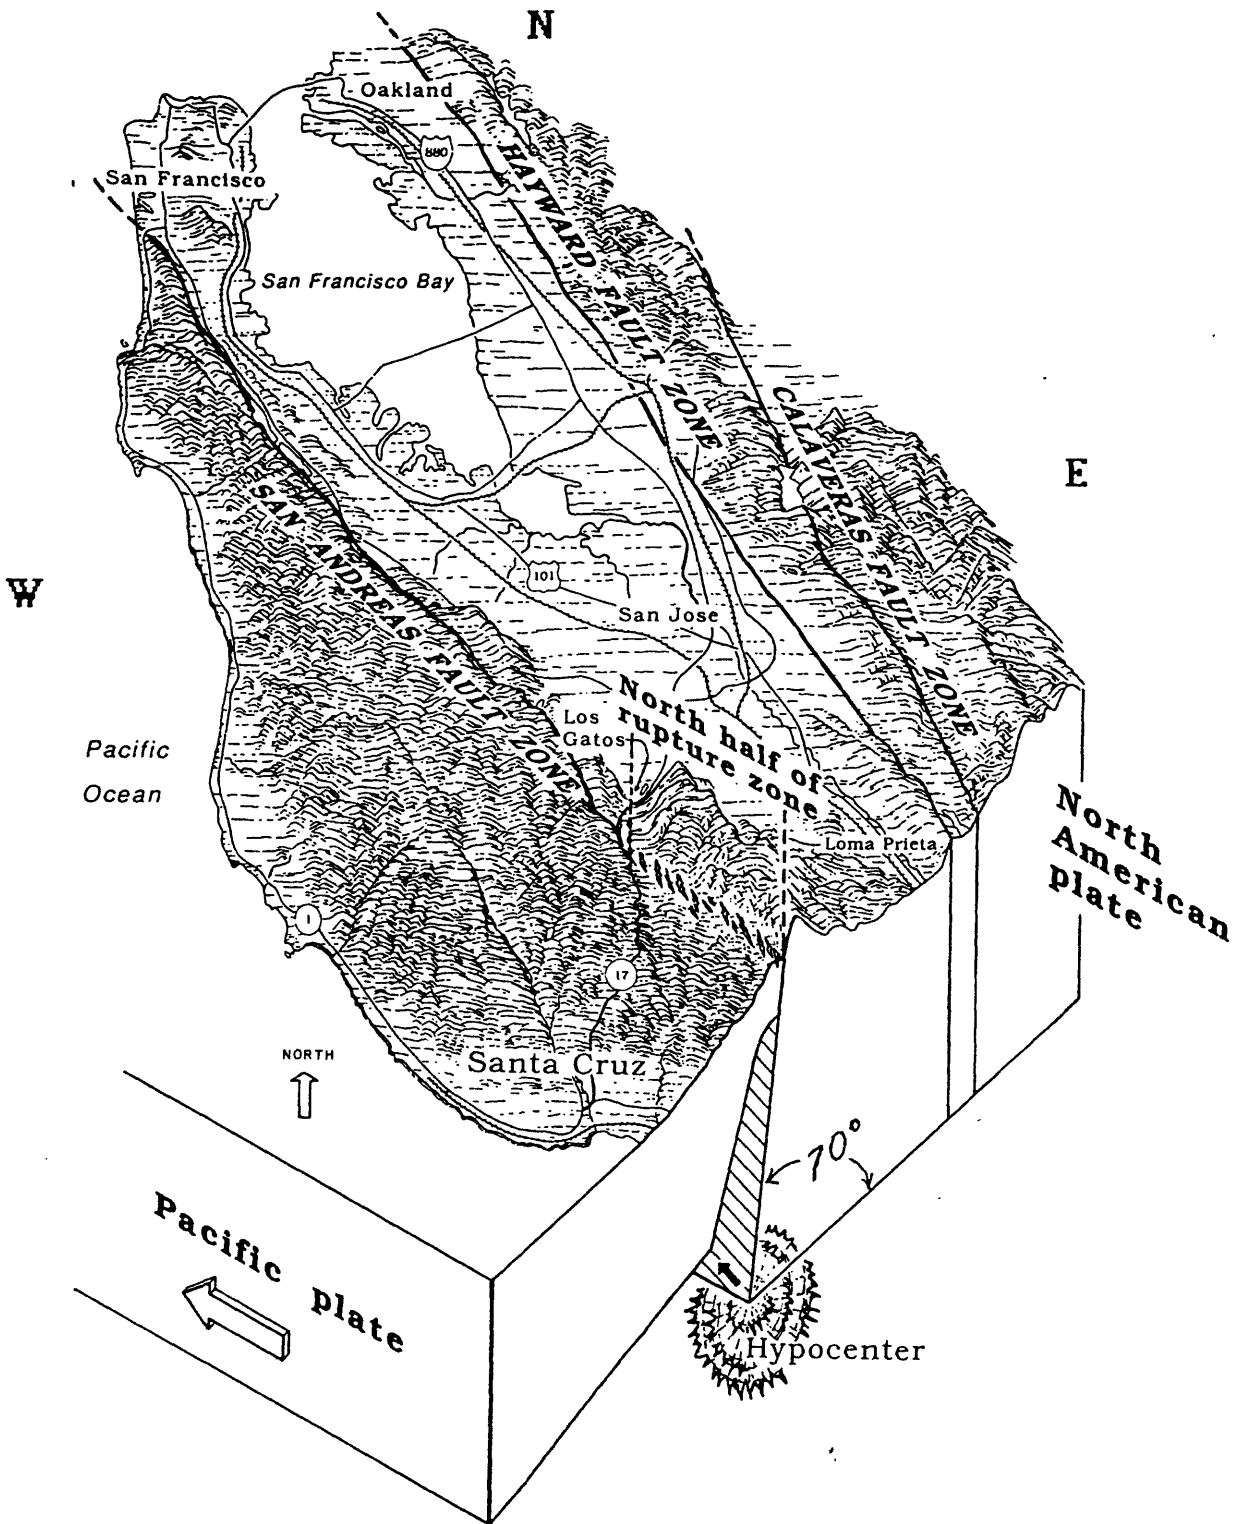 N
Oakland
880
San Francisco
HAYWARD FAULT ZONE
San Francisco Bay
CALAVERAS FAULT ZONE
E
SAN ANDREAS FAULT ZONE
101
W
San Jose
North half of
rupture zone
Los
Gatos
Pacific
Ocean
North
American
plate
Loma Prieta
1
17
NORTH
Santa Cruz
70°
Pacific plate
Hypocenter